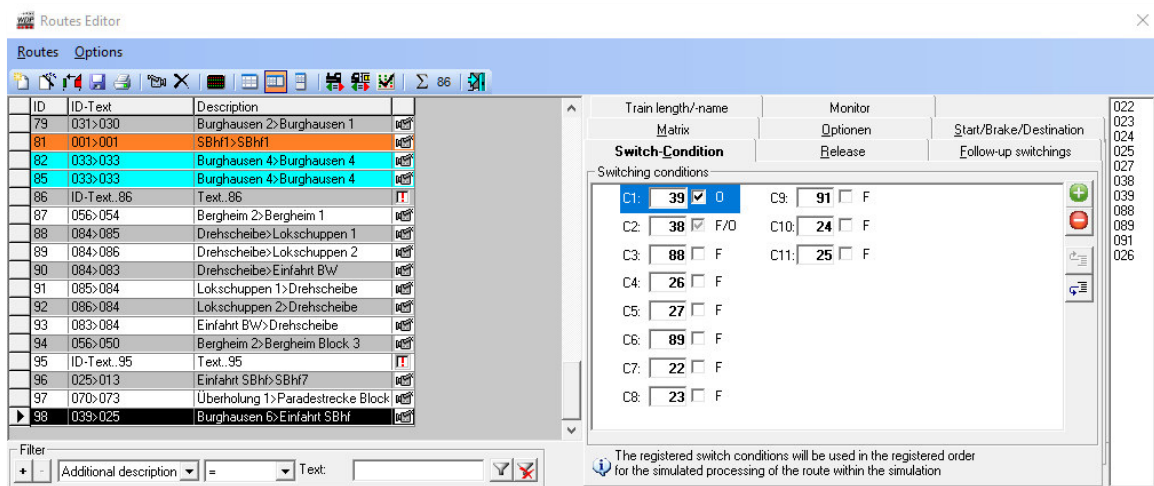 WDP Routes Editor
Routes Options
Σ 86
ID ID-Text Description
79 031>030 Burghausen 2>Burghausen 1
81 001>001 SBhf1>SBhf1
82 033>033 Burghausen 4>Burghausen 4
85 033>033 Burghausen 4>Burghausen 4
86 ID-Text..86 Text..86
87 056>054 Bergheim 2>Bergheim 1
88 084>085 Drehscheibe>Lokschuppen 1
89 084>086 Drehscheibe>Lokschuppen 2
90 084>083 Drehscheibe>Einfahrt BW
91 085>084 Lokschuppen 1>Drehscheibe
92 086>084 Lokschuppen 2>Drehscheibe
93 083>084 Einfahrt BW>Drehscheibe
94 056>050 Bergheim 2>Bergheim Block 3
95 ID-Text..95 Text..95
96 025>013 Einfahrt SBhf>SBhf7
97 070>073 Überholung 1>Paradestrecke Block
98 039>025 Burghausen 6>Einfahrt SBhf
Filter
+ - Additional description = Text:
Train length/-name Monitor
Matrix Optionen Start/Brake/Destination
Switch-Condition Release Follow-up switchings
Switching conditions
C1: 39 O C9: 91 F
C2: 38 F/O C10: 24 F
C3: 88 F C11: 25 F
C4: 26 F
C5: 27 F
C6: 89 F
C7: 22 F
C8: 23 F
The registered switch conditions will be used in the registered order
for the simulated processing of the route within the simulation
022
023
024
025
027
038
039
088
089
091
026